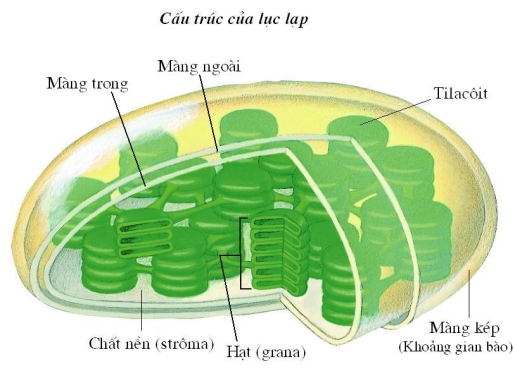 Cấu trúc của lục lạp
Màng ngoài
Màng trong
Tilacôit
Chất nền (strôma)
Hạt (grana)
Màng kép
(Khoảng gian bào)